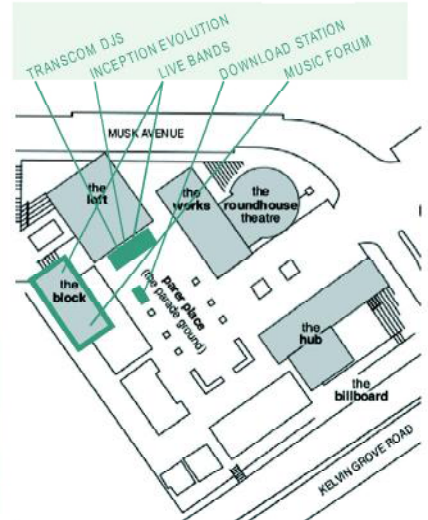 TRANSCOM DJS
INCEPTION EVOLUTION
LIVE BANDS
DOWNLOAD STATION
MUSIC FORUM
MUSK AVENUE
the
loft
the
works
the
roundhouse
theatre
the
block
parer place
(the parade ground)
the
hub
the
billboard
KELVIN GROVE ROAD